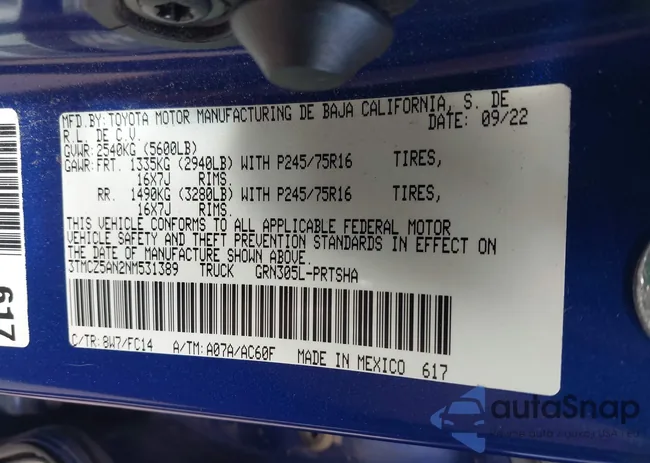 MFD.BY:TOYOTA MOTOR MANUFACTURING DE BAJA CALIFORNIA, S. DE
R.L. DE C.V. DATE: 09/22
GVWR:2540KG (5600LB)
GAWR:FRT. 1335KG (2940LB) WITH P245/75R16 TIRES,
16X7J RIMS.
RR. 1490KG (3280LB) WITH P245/75R16 TIRES,
16X7J RIMS.
THIS VEHICLE CONFORMS TO ALL APPLICABLE FEDERAL MOTOR
VEHICLE SAFETY AND THEFT PREVENTION STANDARDS IN EFFECT ON
THE DATE OF MANUFACTURE SHOWN ABOVE.
3TMCZ5AN2NM531389 TRUCK GRN305L-PRTSHA
C/TR:8W7/FC14 A/TM:A07A/AC60F MADE IN MEXICO 617
617
autoSnap